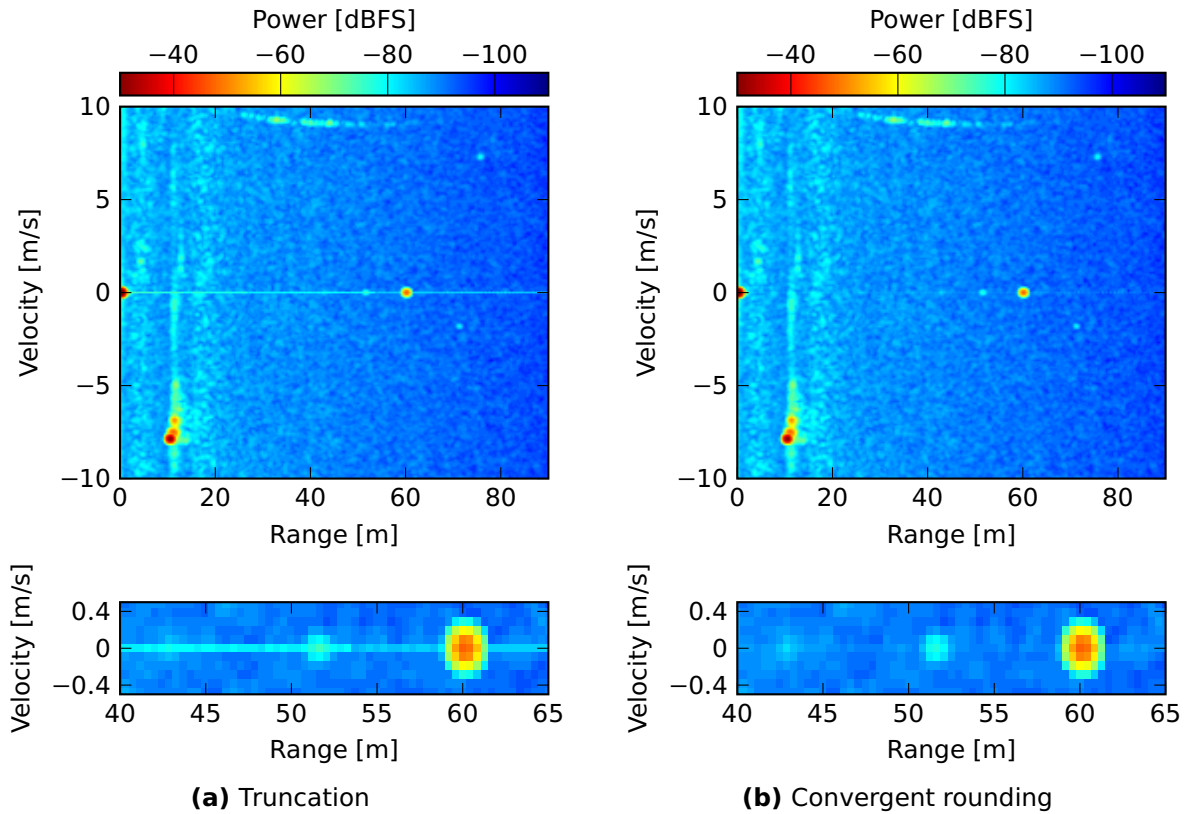 Power [dBFS]
−40 −60 −80 −100
10
5
0
−5
−10
Velocity [m/s]
0 20 40 60 80
Range [m]
0.4
0
−0.4
Velocity [m/s]
40 45 50 55 60 65
Range [m]
(a) Truncation
Power [dBFS]
−40 −60 −80 −100
10
5
0
−5
−10
Velocity [m/s]
0 20 40 60 80
Range [m]
0.4
0
−0.4
Velocity [m/s]
40 45 50 55 60 65
Range [m]
(b) Convergent rounding